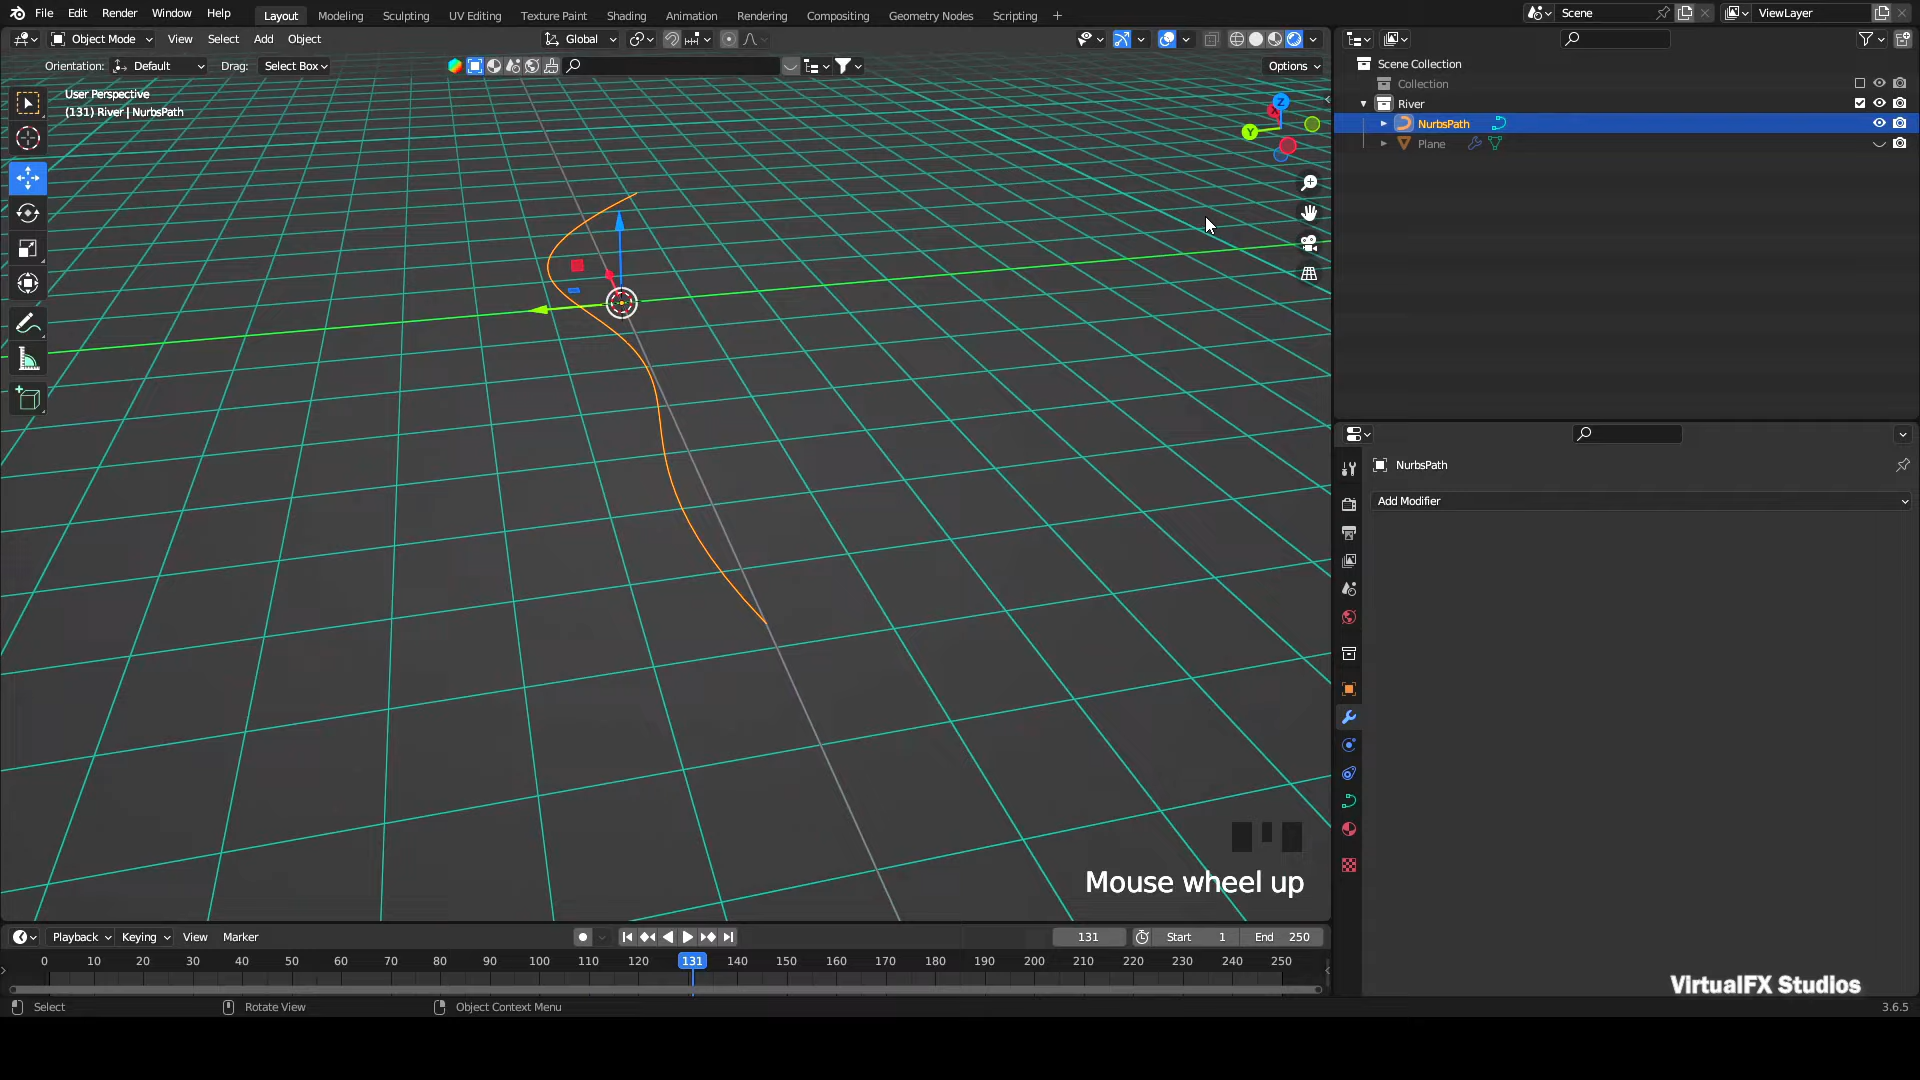 File Edit Render Window Help Layout Modeling Sculpting UV Editing Texture Paint Shading Animation Rendering Compositing Geometry Nodes Scripting + Scene ViewLayer
Object Mode View Select Add Object Global
Orientation: Default Drag: Select Box Options
User Perspective
(131) River | NurbsPath
Z
Y
Scene Collection
Collection
River
NurbsPath
Plane
NurbsPath
Add Modifier
Mouse wheel up
Playback Keying View Marker 131 Start 1 End 250
0 10 20 30 40 50 60 70 80 90 100 110 120 131 140 150 160 170 180 190 200 210 220 230 240 250
VirtualFX Studios
Select Rotate View Object Context Menu 3.6.5